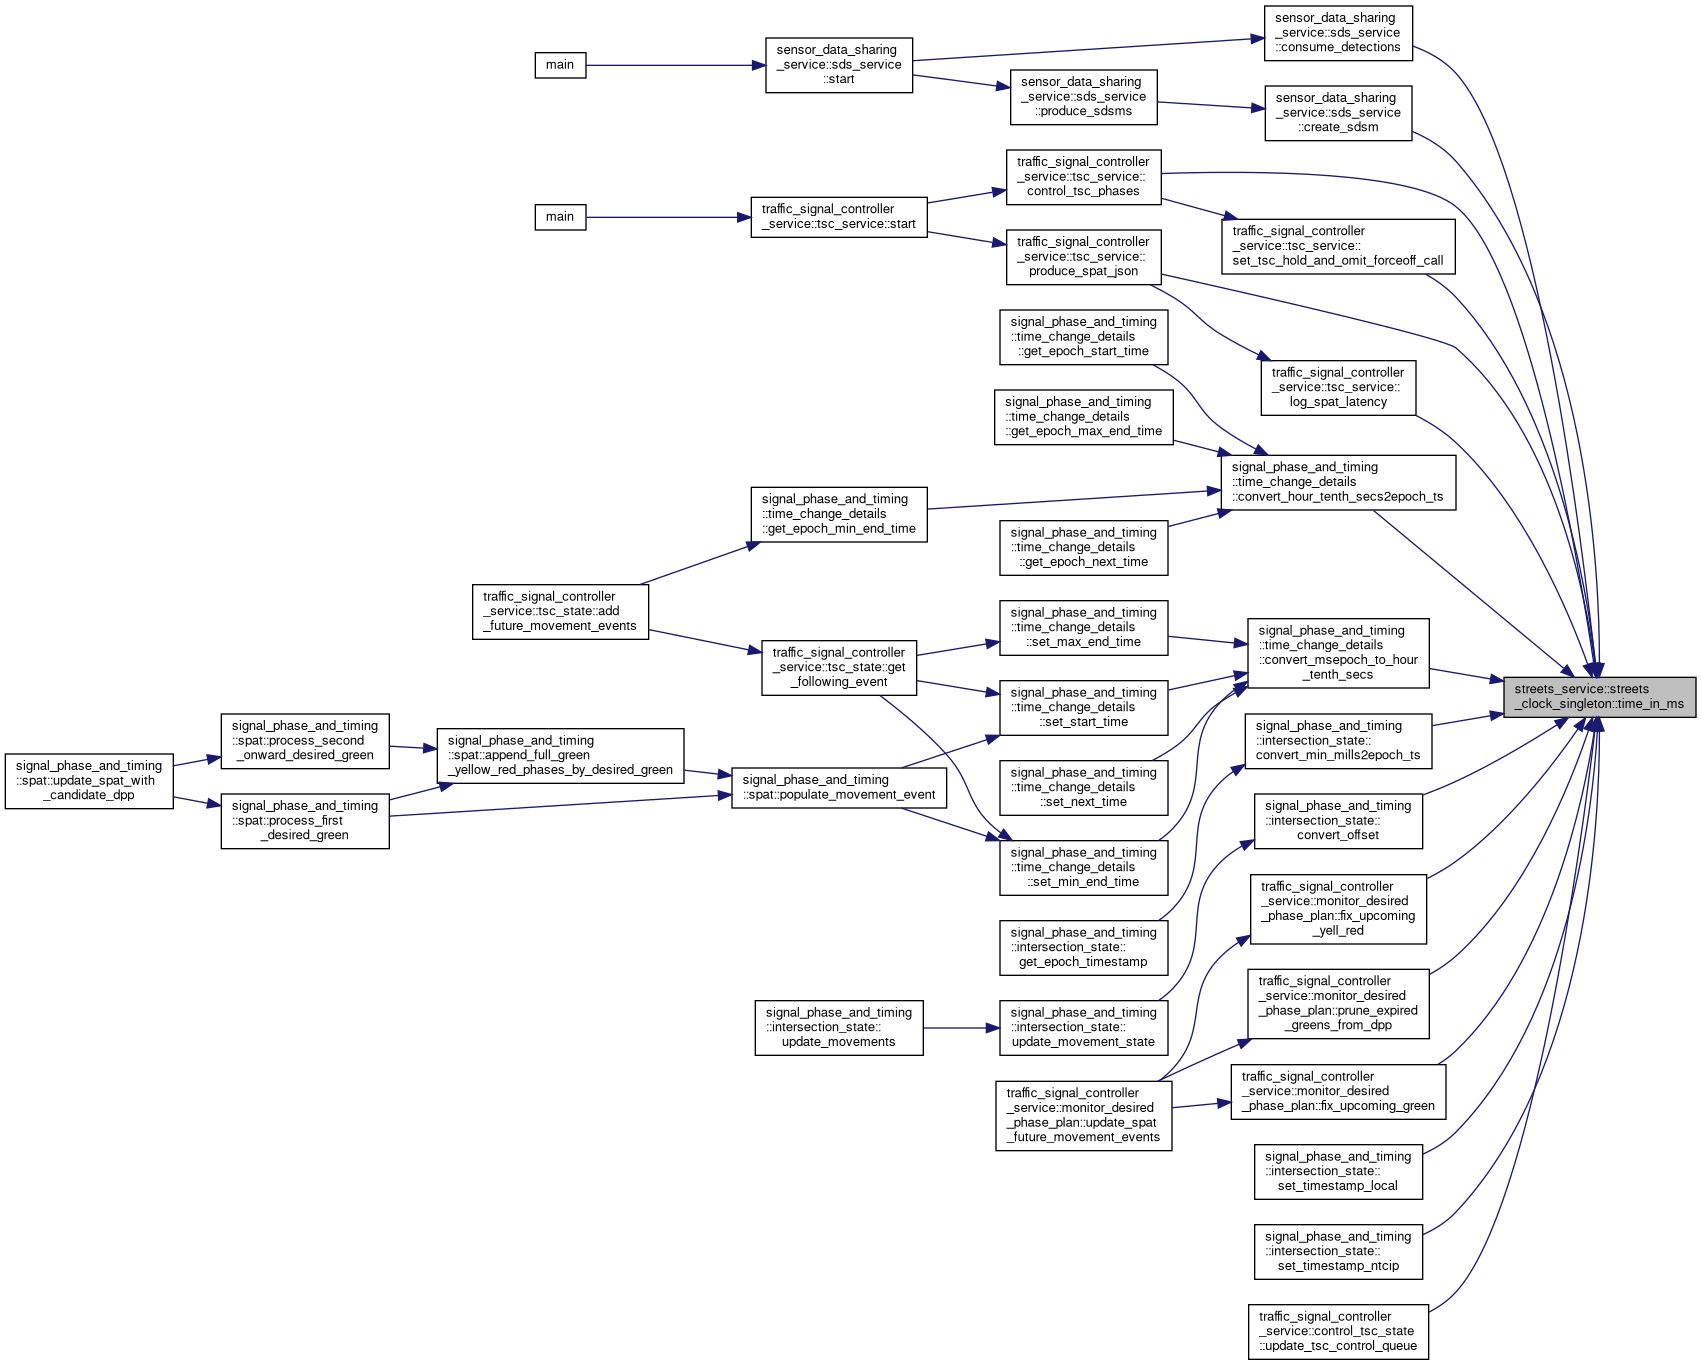 sensor_data_sharing
_service::sds_service
::consume_detections
main
sensor_data_sharing
_service::sds_service
::start
sensor_data_sharing
_service::sds_service
::produce_sdsms
sensor_data_sharing
_service::sds_service
::create_sdsm
main
traffic_signal_controller
_service::tsc_service::start
traffic_signal_controller
_service::tsc_service::
control_tsc_phases
traffic_signal_controller
_service::tsc_service::
set_tsc_hold_and_omit_forceoff_call
traffic_signal_controller
_service::tsc_service::
produce_spat_json
signal_phase_and_timing
::time_change_details
::get_epoch_start_time
traffic_signal_controller
_service::tsc_service::
log_spat_latency
signal_phase_and_timing
::time_change_details
::get_epoch_max_end_time
signal_phase_and_timing
::time_change_details
::convert_hour_tenth_secs2epoch_ts
signal_phase_and_timing
::time_change_details
::get_epoch_min_end_time
signal_phase_and_timing
::time_change_details
::get_epoch_next_time
traffic_signal_controller
_service::tsc_state::add
_future_movement_events
signal_phase_and_timing
::time_change_details
::set_max_end_time
signal_phase_and_timing
::time_change_details
::convert_msepoch_to_hour
_tenth_secs
traffic_signal_controller
_service::tsc_state::get
_following_event
streets_service::streets
_clock_singleton::time_in_ms
signal_phase_and_timing
::time_change_details
::set_start_time
signal_phase_and_timing
::spat::process_second
_onward_desired_green
signal_phase_and_timing
::intersection_state::
convert_min_mills2epoch_ts
signal_phase_and_timing
::spat::append_full_green
_yellow_red_phases_by_desired_green
signal_phase_and_timing
::spat::update_spat_with
_candidate_dpp
signal_phase_and_timing
::time_change_details
::set_next_time
signal_phase_and_timing
::spat::populate_movement_event
signal_phase_and_timing
::spat::process_first
_desired_green
signal_phase_and_timing
::intersection_state::
convert_offset
signal_phase_and_timing
::time_change_details
::set_min_end_time
traffic_signal_controller
_service::monitor_desired
_phase_plan::fix_upcoming
_yell_red
signal_phase_and_timing
::intersection_state::
get_epoch_timestamp
traffic_signal_controller
_service::monitor_desired
_phase_plan::prune_expired
_greens_from_dpp
signal_phase_and_timing
::intersection_state::
update_movements
signal_phase_and_timing
::intersection_state::
update_movement_state
traffic_signal_controller
_service::monitor_desired
_phase_plan::fix_upcoming_green
traffic_signal_controller
_service::monitor_desired
_phase_plan::update_spat
_future_movement_events
signal_phase_and_timing
::intersection_state::
set_timestamp_local
signal_phase_and_timing
::intersection_state::
set_timestamp_ntcip
traffic_signal_controller
_service::control_tsc_state
::update_tsc_control_queue